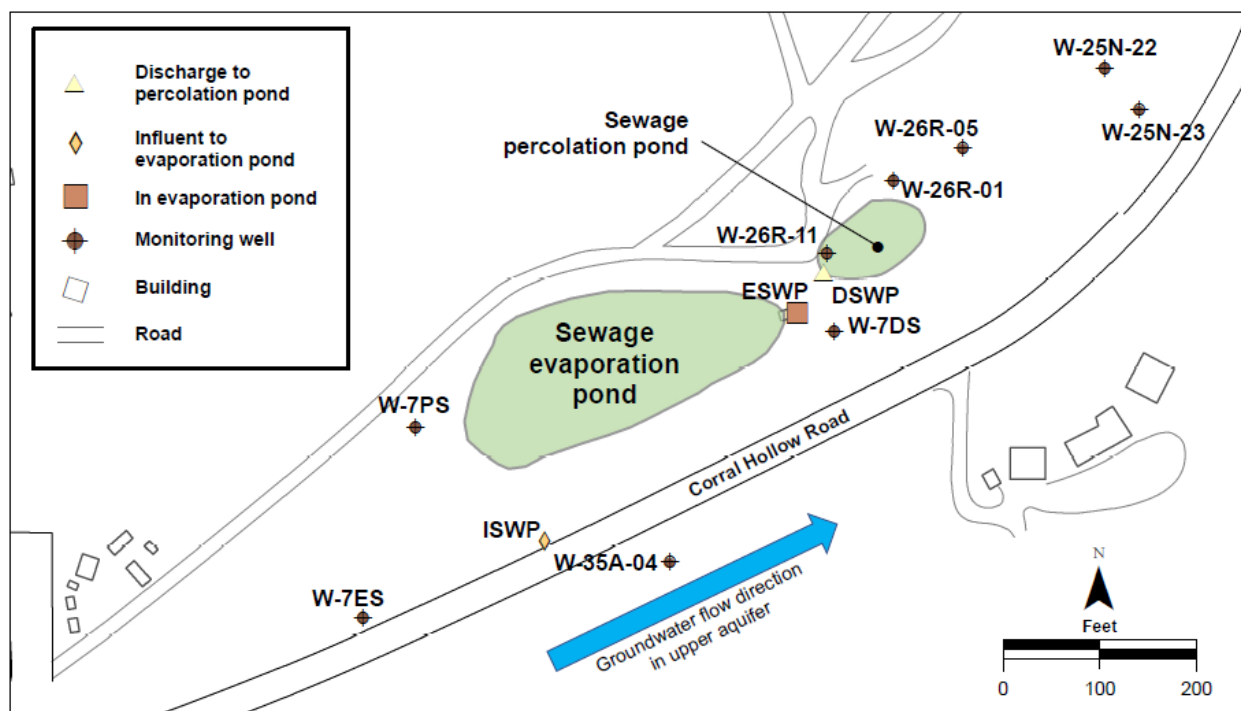 Discharge to
percolation pond
Influent to
evaporation pond
In evaporation pond
Monitoring well
Building
Road
W-25N-22
W-25N-23
Sewage
percolation pond
W-26R-05
W-26R-01
W-26R-11
ESWP
DSWP
W-7DS
Sewage
evaporation
pond
W-7PS
Corral Hollow Road
ISWP
W-35A-04
W-7ES
Groundwater flow direction
in upper aquifer
N
Feet
0 100 200